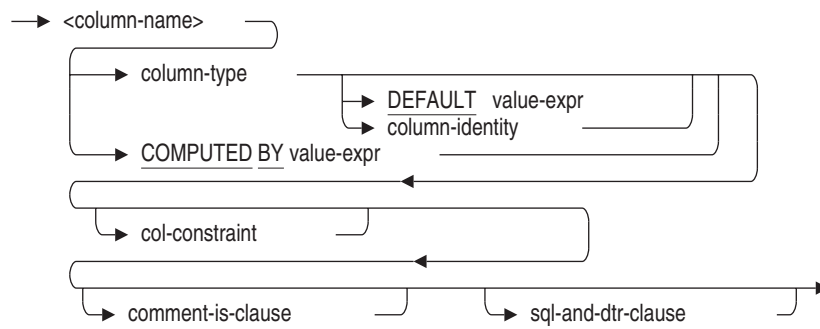 <column-name>
column-type
DEFAULT value-expr
column-identity
COMPUTED BY value-expr
col-constraint
comment-is-clause
sql-and-dtr-clause